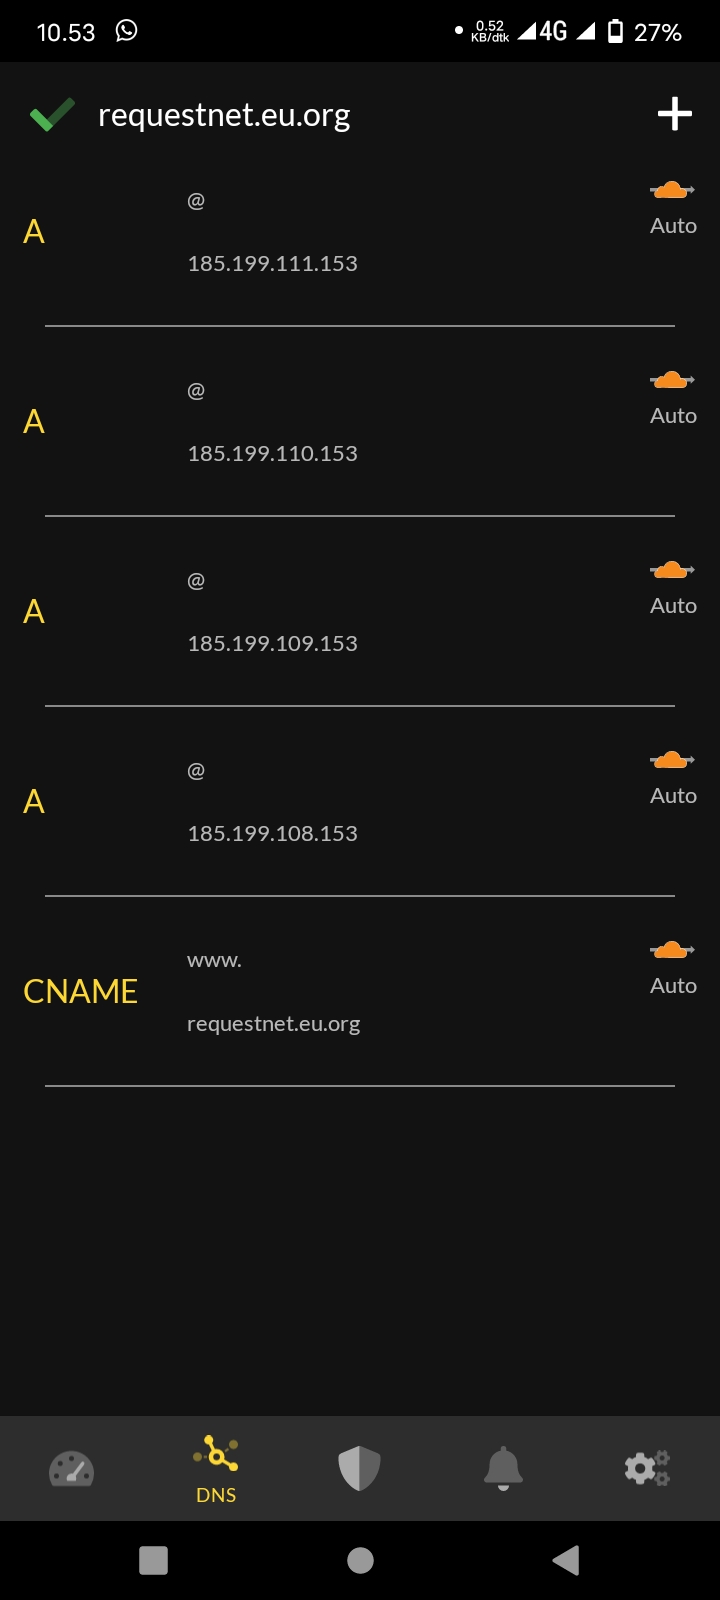 10.53
0.52
KB/dtk
4G
27%
requestnet.eu.org
@
Auto
A
185.199.111.153
@
Auto
A
185.199.110.153
@
Auto
A
185.199.109.153
@
Auto
A
185.199.108.153
www.
Auto
CNAME
requestnet.eu.org
DNS